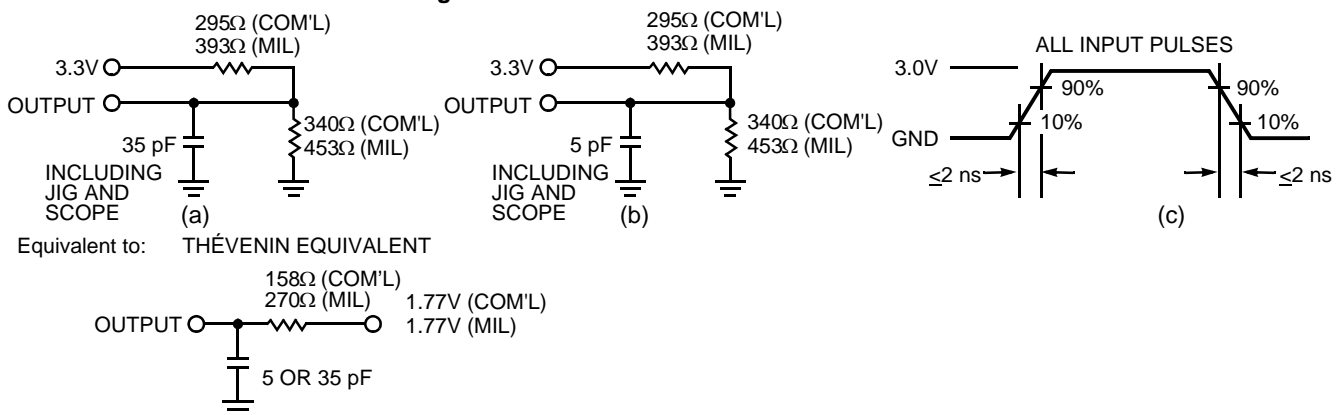 295Ω (COM'L)
393Ω (MIL)
3.3V
OUTPUT
35 pF
340Ω (COM'L)
453Ω (MIL)
INCLUDING
JIG AND
SCOPE
(a)
295Ω (COM'L)
393Ω (MIL)
3.3V
OUTPUT
5 pF
340Ω (COM'L)
453Ω (MIL)
INCLUDING
JIG AND
SCOPE
(b)
ALL INPUT PULSES
3.0V
90%
90%
10%
10%
GND
≤2 ns
≤2 ns
(c)
Equivalent to: THÉVENIN EQUIVALENT
158Ω (COM’L)
270Ω (MIL)
1.77V (COM'L)
1.77V (MIL)
OUTPUT
5 OR 35 pF